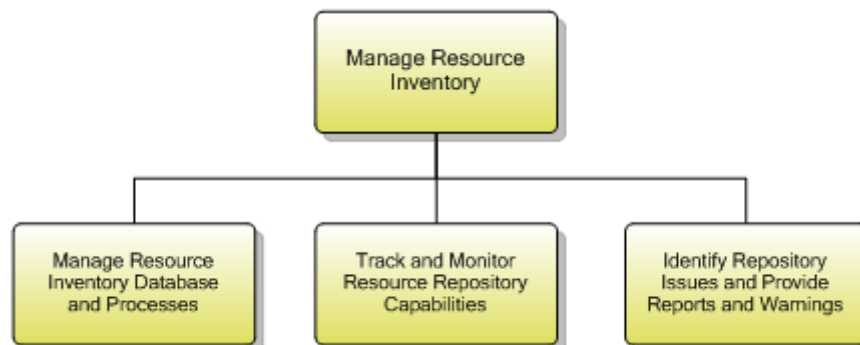 Manage Resource
Inventory
Manage Resource
Inventory Database
and Processes
Track and Monitor
Resource Repository
Capabilities
Identify Repository
Issues and Provide
Reports and Warnings